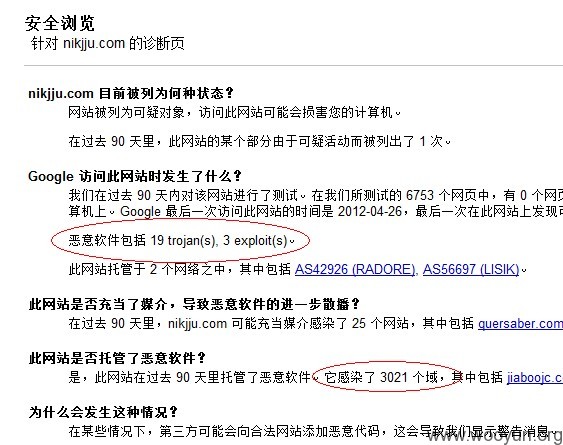 安全浏览
针对 nikjju.com 的诊断页
nikjju.com 目前被列为何种状态？
网站被列为可疑对象，访问此网站可能会损害您的计算机。
在过去 90 天里，此网站的某个部分由于可疑活动而被列出了 1 次。
Google 访问此网站时发生了什么？
我们在过去 90 天内对该网站进行了测试。在我们所测试的 6753 个网页中，有 0 个网页
算机上。Google 最后一次访问此网站的时间是 2012-04-26，最后一次在此网站上发现可
恶意软件包括 19 trojan(s), 3 exploit(s)。
此网站托管于 2 个网络之中，其中包括 AS42926 (RADORE), AS56697 (LISIK)。
此网站是否充当了媒介，导致恶意软件的进一步散播？
在过去 90 天里，nikjju.com 可能充当媒介感染了 25 个网站，其中包括 quersaber.com
此网站是否托管了恶意软件？
是，此网站在过去 90 天里托管了恶意软件。它感染了 3021 个域，其中包括 jiaboojc.c
为什么会发生这种情况？
在某些情况下，第三方可能会向合法网站添加恶意代码，这会导致我们显示警告消息。
www.wooyun.org